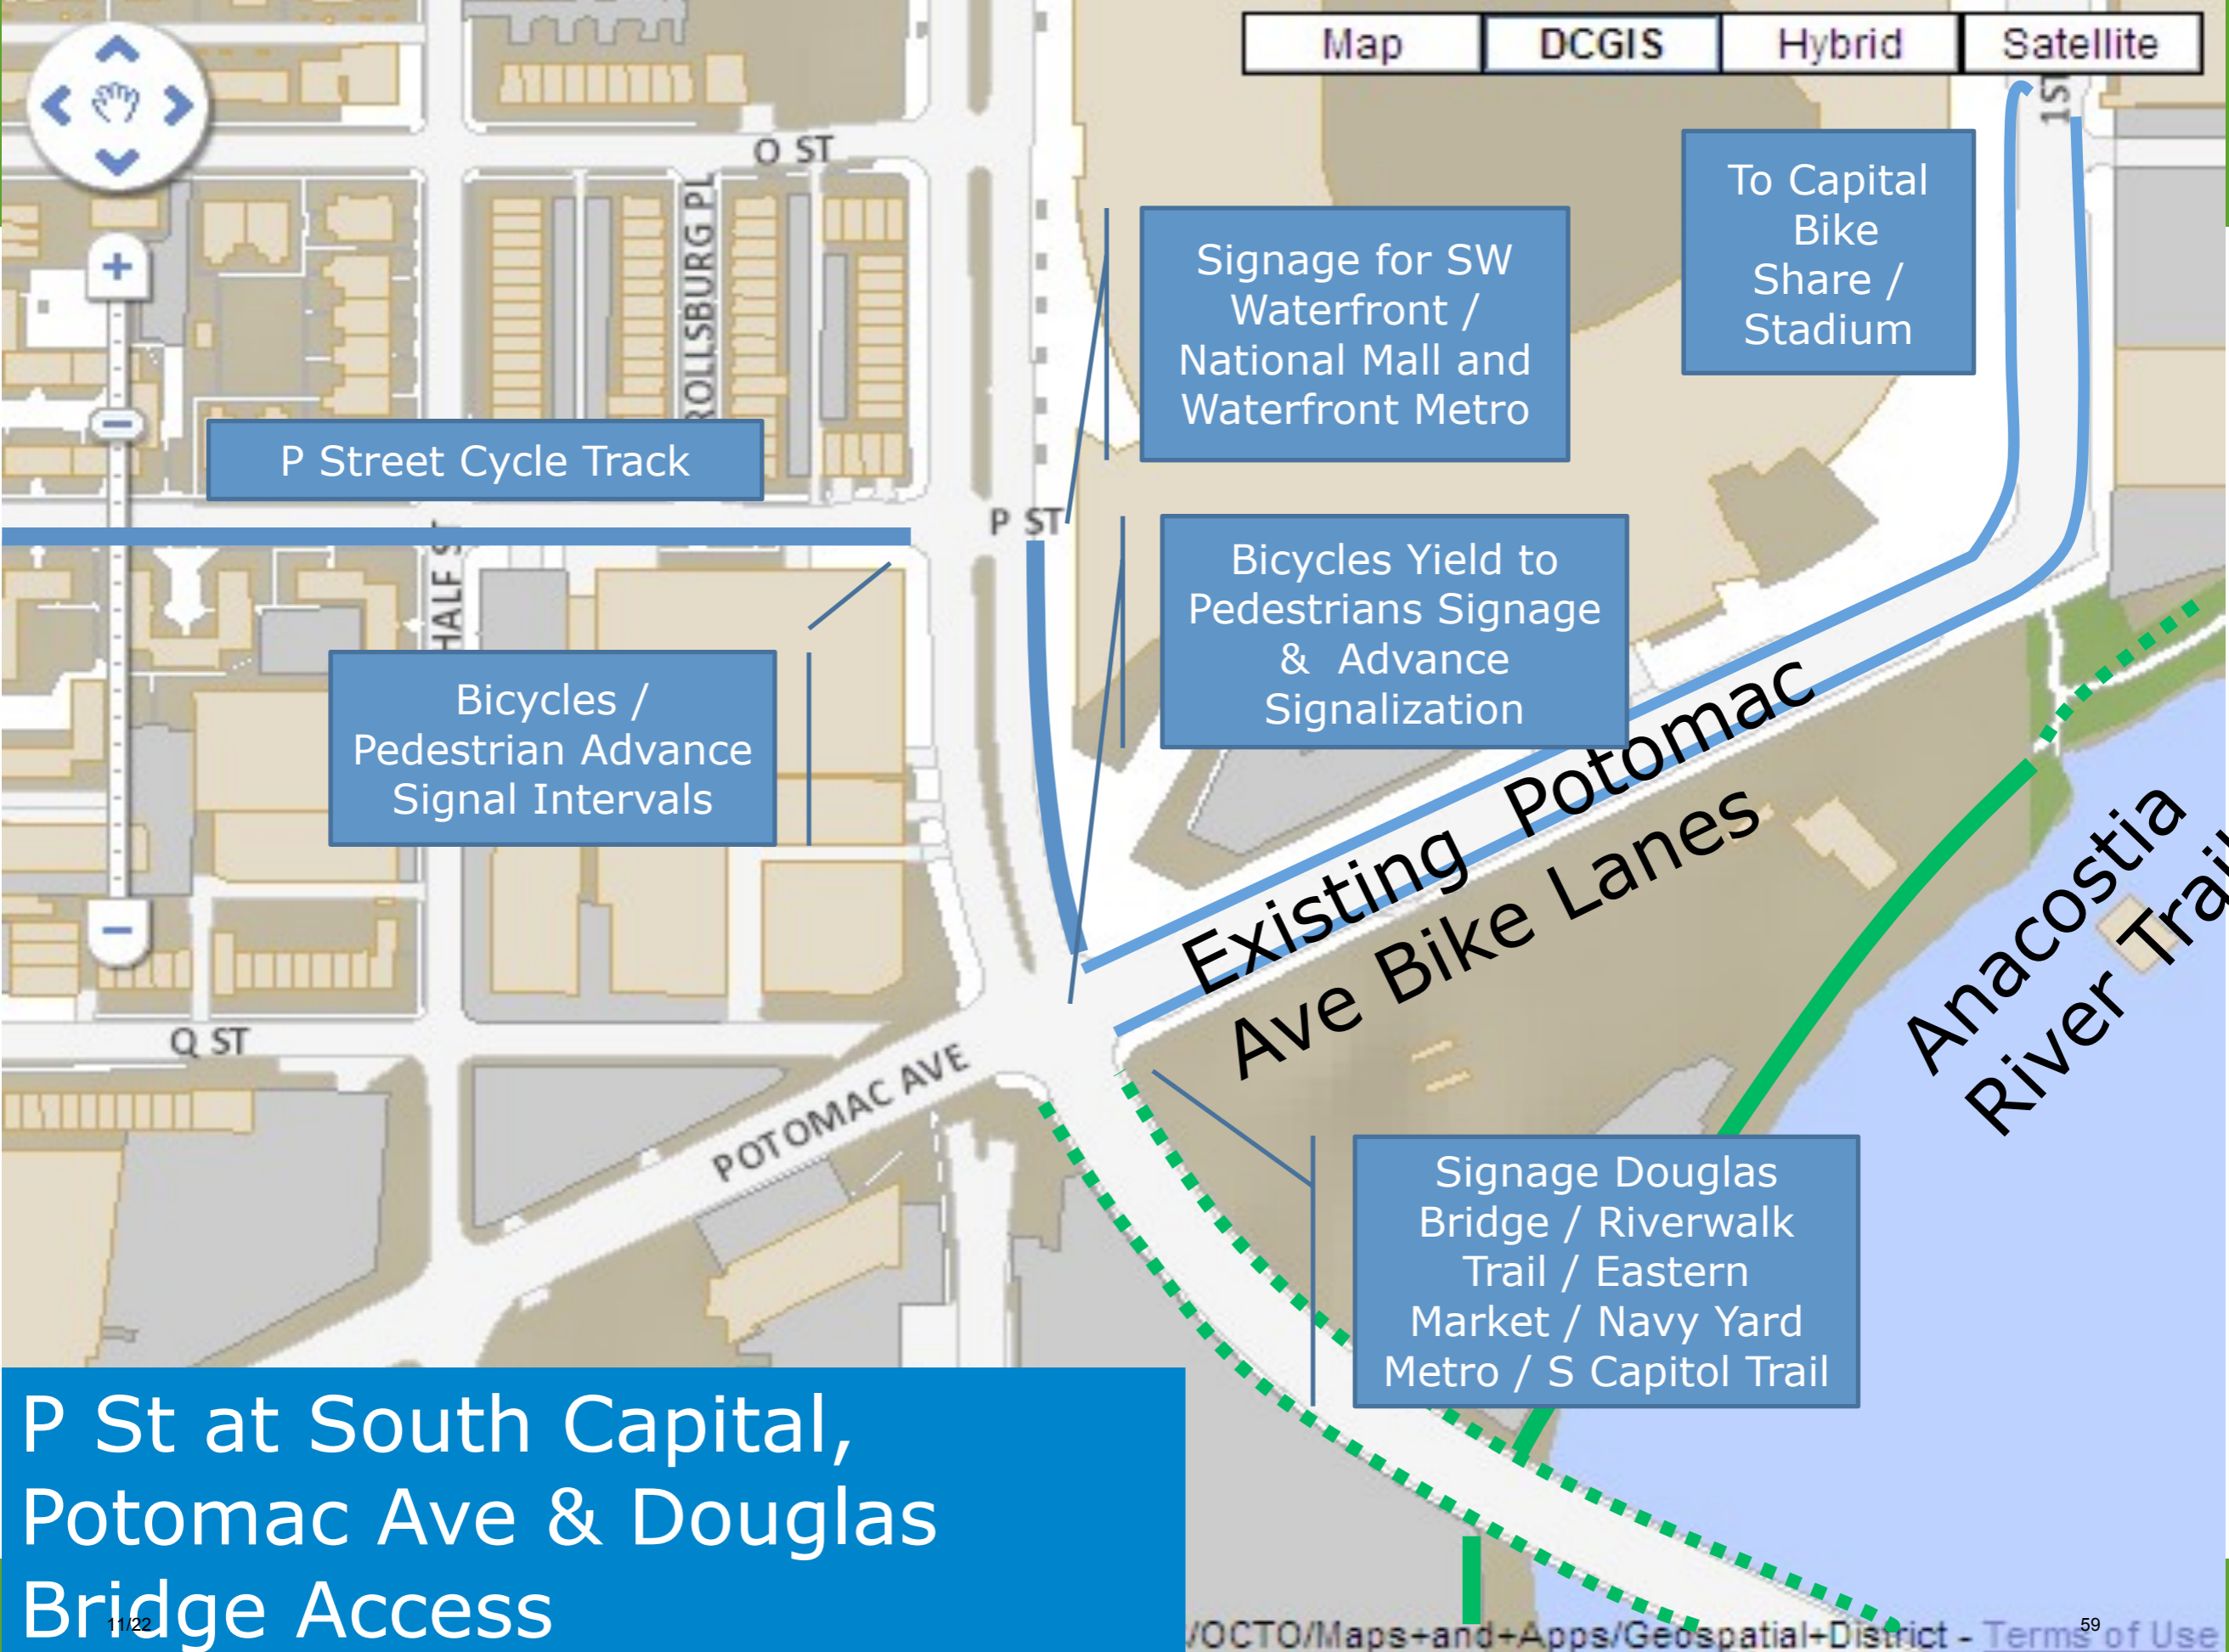 Map
DCGIS
Hybrid
Satellite
1ST
O ST
ROLLSBURG PL
To Capital
Bike
Share /
Stadium
Signage for SW
Waterfront /
National Mall and
Waterfront Metro
P Street Cycle Track
P ST
HALF ST
Bicycles Yield to
Pedestrians Signage
& Advance
Signalization
Bicycles /
Pedestrian Advance
Signal Intervals
Existing Potomac
Ave Bike Lanes
Anacostia
River Trail
Q ST
POTOMAC AVE
Signage Douglas
Bridge / Riverwalk
Trail / Eastern
Market / Navy Yard
Metro / S Capitol Trail
P St at South Capital,
Potomac Ave & Douglas
Bridge Access
11/22
/OCTO/Maps+and+Apps/Geospatial+District - Terms of Use
59